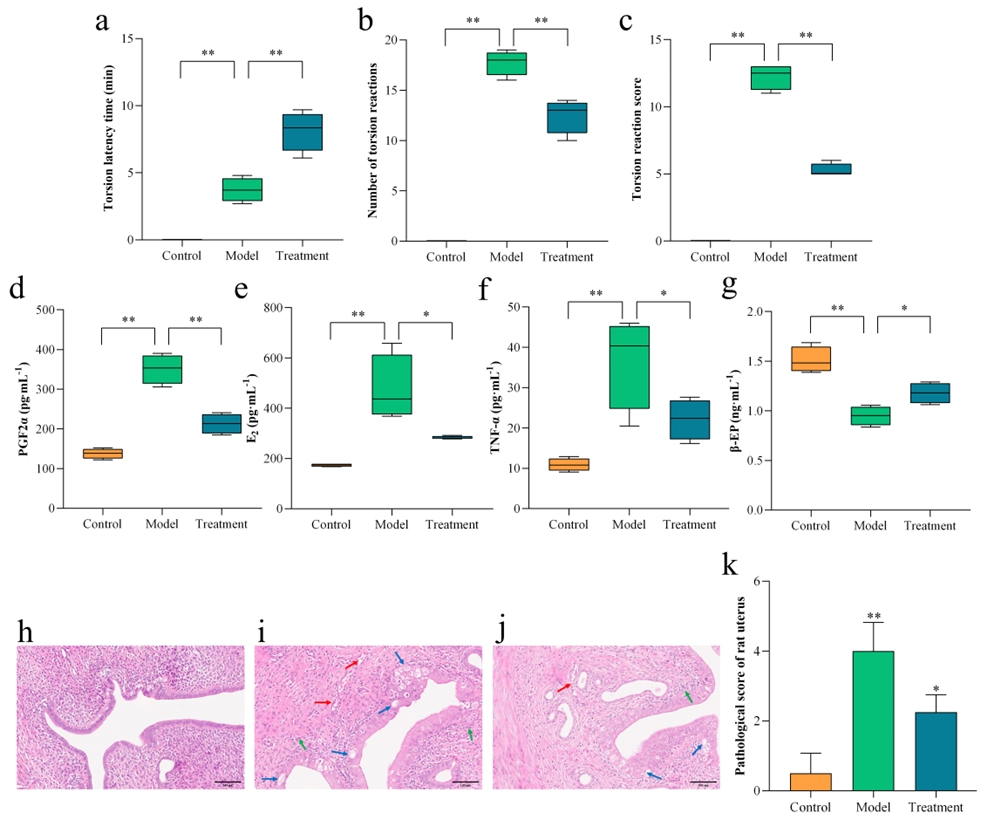 a
Torsion latency time (min)
15
10
5
0
**
**
Control Model Treatment
b
Number of torsion reactions
20
15
10
5
0
**
**
Control Model Treatment
c
Torsion reaction score
15
10
5
0
**
**
Control Model Treatment
d
PGF2α (pg·mL⁻¹)
500
400
300
200
100
0
**
**
Control Model Treatment
e
E₂ (pg·mL⁻¹)
800
600
400
200
0
**
*
Control Model Treatment
f
TNF-α (pg·mL⁻¹)
50
40
30
20
10
0
**
*
Control Model Treatment
g
β-EP (ng·mL⁻¹)
2.0
1.5
1.0
0.5
0.0
**
*
Control Model Treatment
h
i
j
k
Pathological score of rat uterus
6
4
2
0
**
*
Control Model Treatment